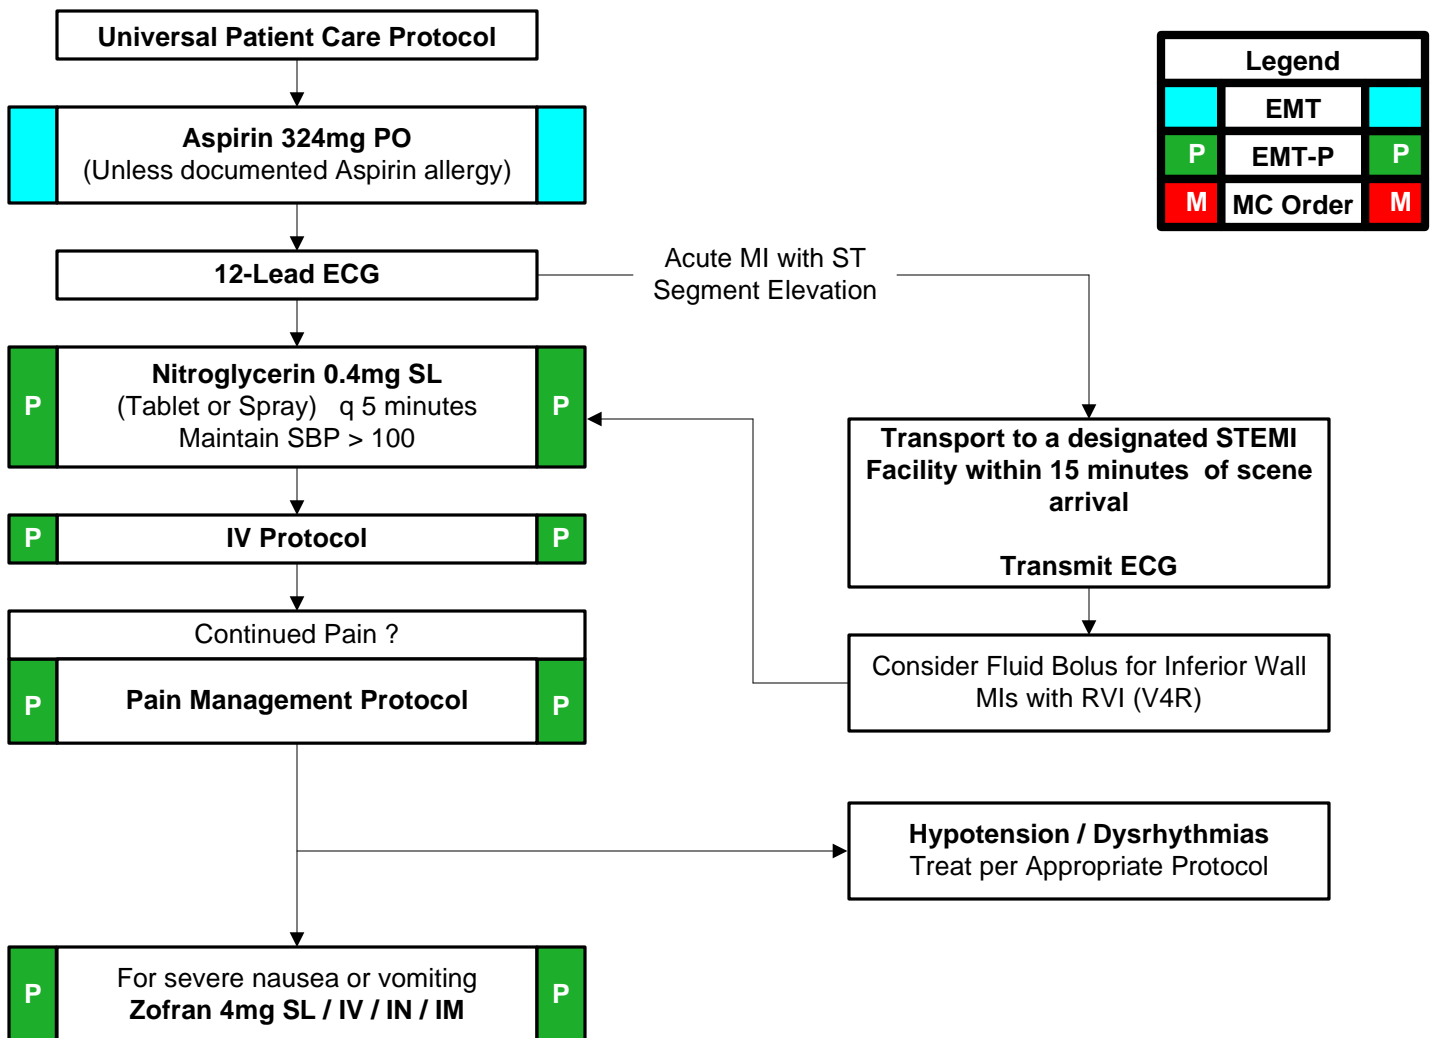 Universal Patient Care Protocol
Legend
EMT
P EMT-P P
M MC Order M
Aspirin 324mg PO
(Unless documented Aspirin allergy)
12-Lead ECG
Acute MI with ST
Segment Elevation
P P
Nitroglycerin 0.4mg SL
(Tablet or Spray) q 5 minutes
Maintain SBP > 100
Transport to a designated STEMI
Facility within 15 minutes of scene
arrival
Transmit ECG
P IV Protocol P
Continued Pain ?
P Pain Management Protocol P
Consider Fluid Bolus for Inferior Wall
MIs with RVI (V4R)
Hypotension / Dysrhythmias
Treat per Appropriate Protocol
P P
For severe nausea or vomiting
Zofran 4mg SL / IV / IN / IM